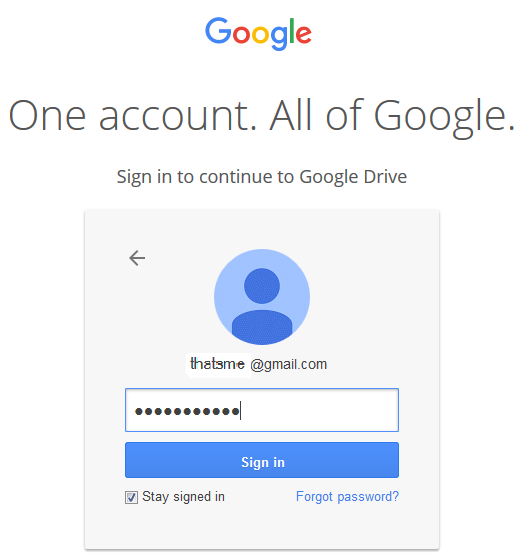 Google
One account. All of Google.
Sign in to continue to Google Drive
thatsme @gmail.com
Sign in
Stay signed in
Forgot password?